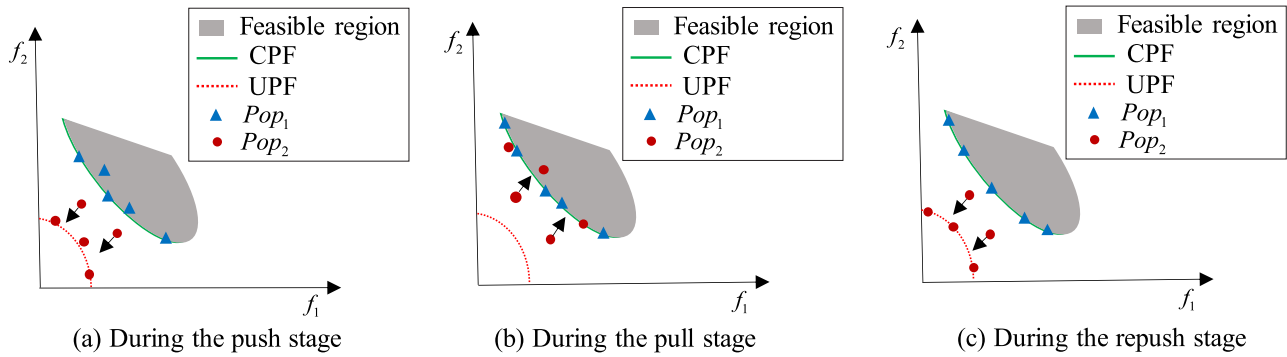 f₂
Feasible region
CPF
UPF
Pop₁
Pop₂
f₁
(a) During the push stage
f₂
Feasible region
CPF
UPF
Pop₁
Pop₂
f₁
(b) During the pull stage
f₂
Feasible region
CPF
UPF
Pop₁
Pop₂
f₁
(c) During the repush stage